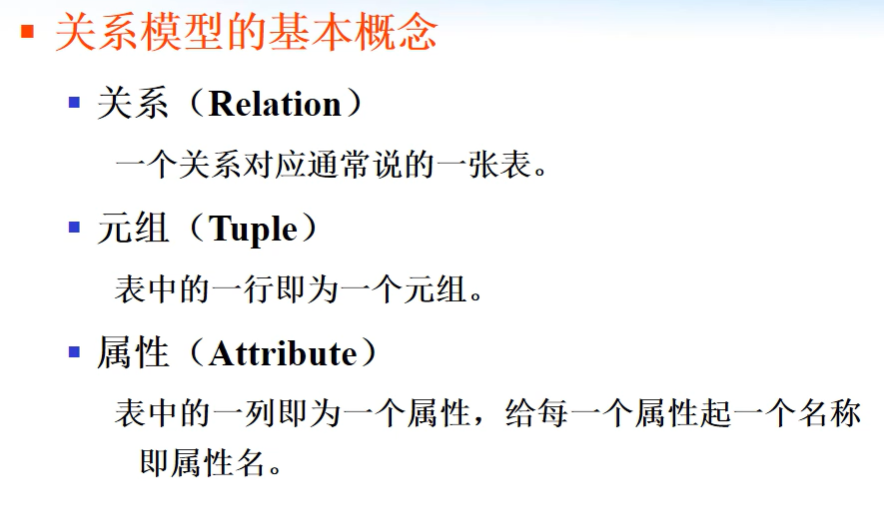 关系模型的基本概念
关系（Relation）
一个关系对应通常说的一张表。
元组（Tuple）
表中的一行即为一个元组。
属性（Attribute）
表中的一列即为一个属性，给每一个属性起一个名称
即属性名。